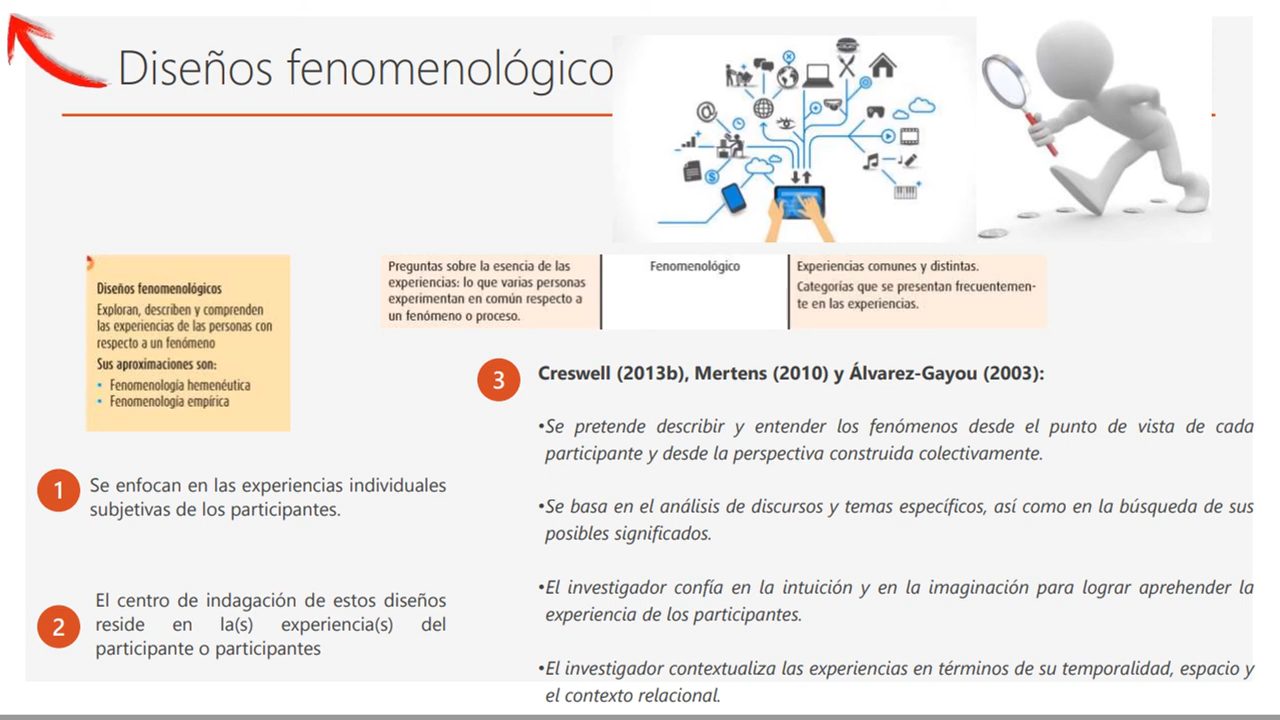 Diseños fenomenológico
Diseños fenomenológicos
Exploran, describen y comprenden
las experiencias de las personas con
respecto a un fenómeno
Sus aproximaciones son:
• Fenomenología hemenéutica
• Fenomenología empírica
Preguntas sobre la esencia de las
experiencias: lo que varias personas
experimentan en común respecto a
un fenómeno o proceso.
Fenomenológico
Experiencias comunes y distintas.
Categorías que se presentan frecuentemen-
te en las experiencias.
1
Se enfocan en las experiencias individuales
subjetivas de los participantes.
2
El centro de indagación de estos diseños
reside en la(s) experiencia(s) del
participante o participantes
3
Creswell (2013b), Mertens (2010) y Álvarez-Gayou (2003):
•Se pretende describir y entender los fenómenos desde el punto de vista de cada
participante y desde la perspectiva construida colectivamente.
•Se basa en el análisis de discursos y temas específicos, así como en la búsqueda de sus
posibles significados.
•El investigador confía en la intuición y en la imaginación para lograr aprehender la
experiencia de los participantes.
•El investigador contextualiza las experiencias en términos de su temporalidad, espacio y
el contexto relacional.